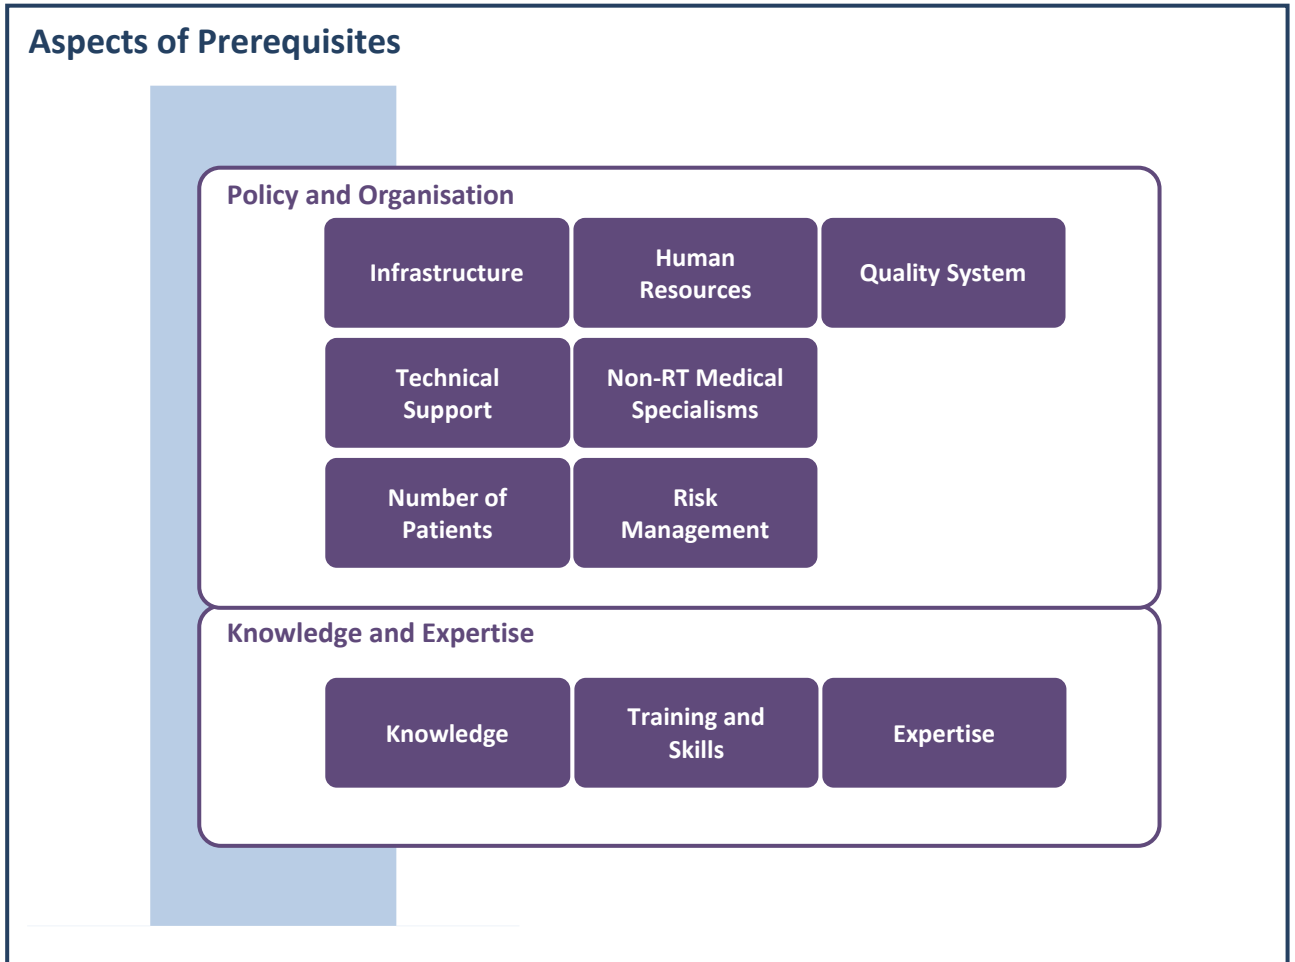 Aspects of Prerequisites
Policy and Organisation
Infrastructure
Human
Resources
Quality System
Technical
Support
Non-RT Medical
Specialisms
Number of
Patients
Risk
Management
Knowledge and Expertise
Knowledge
Training and
Skills
Expertise